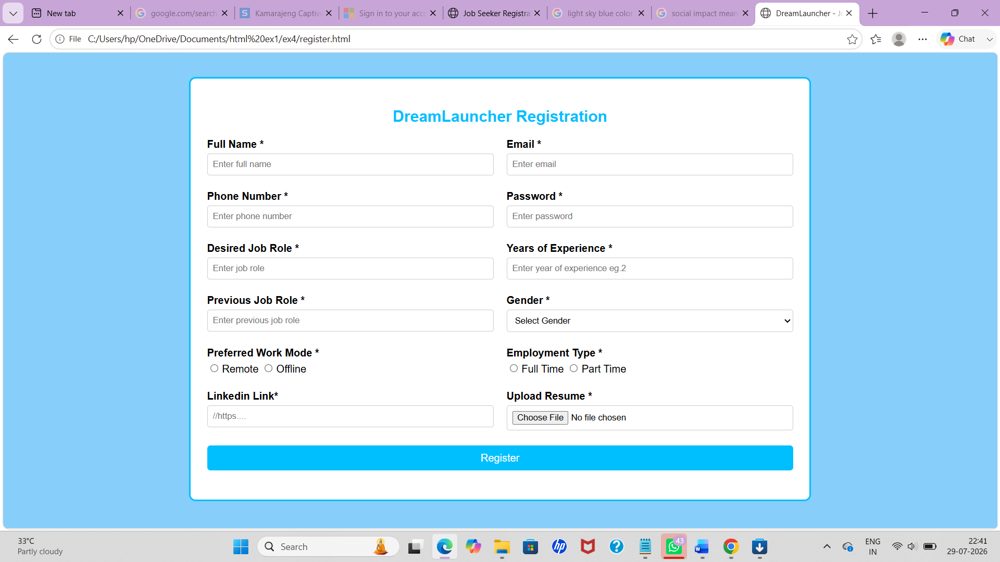 New tab
google.com/search
Kamarajeng Captive
Sign in to your acco
Job Seeker Registra
light sky blue color
social impact mean
DreamLauncher - Jo
File C:/Users/hp/OneDrive/Documents/html%20ex1/ex4/register.html
Chat
DreamLauncher Registration
Full Name *
Email *
Enter full name
Enter email
Phone Number *
Password *
Enter phone number
Enter password
Desired Job Role *
Years of Experience *
Enter job role
Enter year of experience eg.2
Previous Job Role *
Gender *
Enter previous job role
Select Gender
Preferred Work Mode *
Employment Type *
Remote Offline
Full Time Part Time
Linkedin Link*
Upload Resume *
//https....
Choose File No file chosen
Register
33°C
Partly cloudy
Search
hp
43
ENG
IN
22:41
29-07-2026